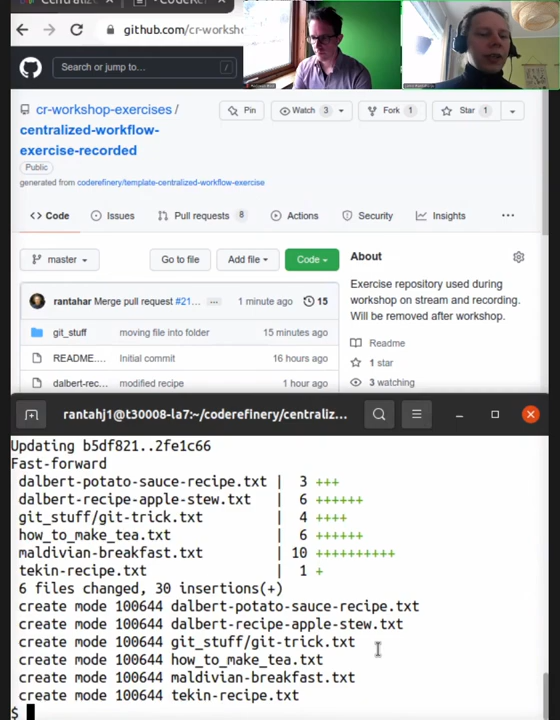 github.com/cr-worksho
Search or jump to...
/
cr-workshop-exercises /
centralized-workflow-
exercise-recorded
Public
generated from coderefinery/template-centralized-workflow-exercise
Pin
Watch 3
Fork 1
Star 1
Code
Issues
Pull requests 8
Actions
Security
Insights
master
Go to file
Add file
Code
About
rantahar Merge pull request #21...
1 minute ago
15
Exercise repository used during
workshop on stream and recording.
Will be removed after workshop.
git_stuff
moving file into folder
15 minutes ago
Readme
README....
Initial commit
16 hours ago
1 star
dalbert-rec...
modified recipe
1 hour ago
3 watching
rantahj1@t30008-la7:~/coderefinery/centraliz...
Updating b5df821..2fe1c66
Fast-forward
dalbert-potato-sauce-recipe.txt | 3 +++
dalbert-recipe-apple-stew.txt | 6 ++++++
git_stuff/git-trick.txt | 4 ++++
how_to_make_tea.txt | 6 ++++++
maldivian-breakfast.txt | 10 ++++++++++
tekin-recipe.txt | 1 +
6 files changed, 30 insertions(+)
create mode 100644 dalbert-potato-sauce-recipe.txt
create mode 100644 dalbert-recipe-apple-stew.txt
create mode 100644 git_stuff/git-trick.txt
create mode 100644 how_to_make_tea.txt
create mode 100644 maldivian-breakfast.txt
create mode 100644 tekin-recipe.txt
$